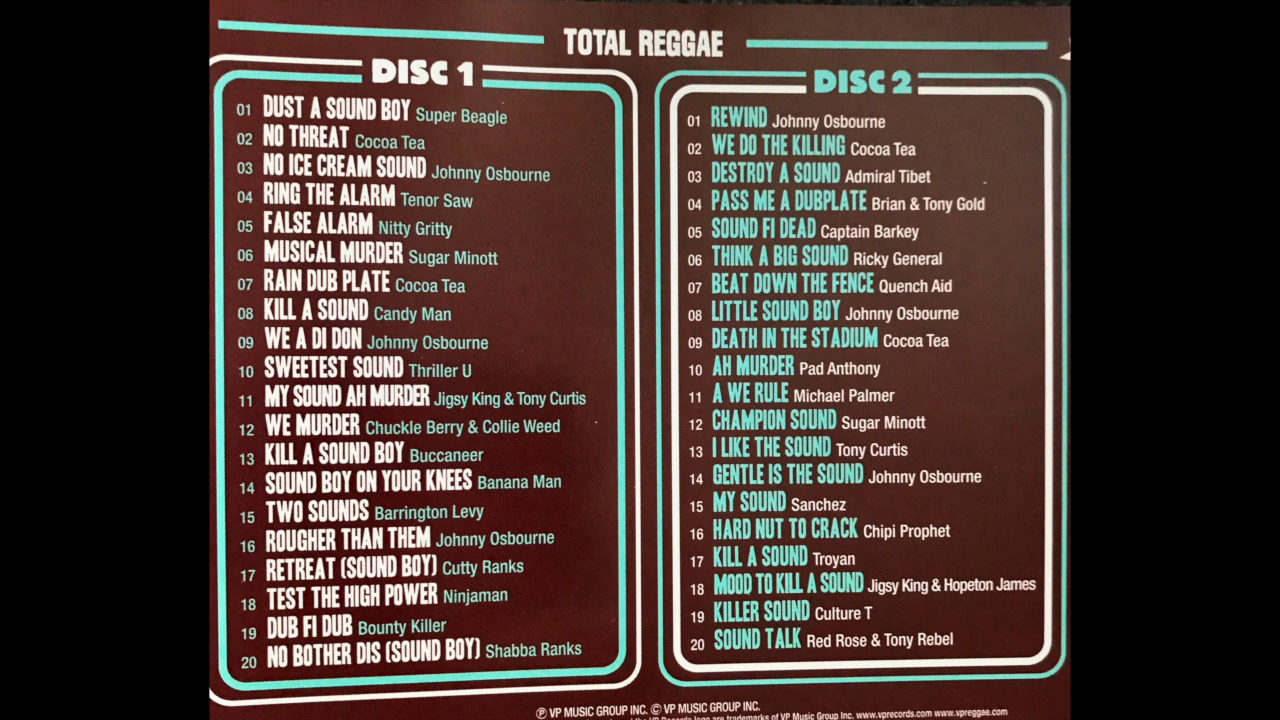 TOTAL REGGAE
DISC 1
01 DUST A SOUND BOY Super Beagle
02 NO THREAT Cocoa Tea
03 NO ICE CREAM SOUND Johnny Osbourne
04 RING THE ALARM Tenor Saw
05 FALSE ALARM Nitty Gritty
06 MUSICAL MURDER Sugar Minott
07 RAIN DUB PLATE Cocoa Tea
08 KILL A SOUND Candy Man
09 WE A DI DON Johnny Osbourne
10 SWEETEST SOUND Thriller U
11 MY SOUND AH MURDER Jigsy King & Tony Curtis
12 WE MURDER Chuckle Berry & Collie Weed
13 KILL A SOUND BOY Buccaneer
14 SOUND BOY ON YOUR KNEES Banana Man
15 TWO SOUNDS Barrington Levy
16 ROUGHER THAN THEM Johnny Osbourne
17 RETREAT (SOUND BOY) Cutty Ranks
18 TEST THE HIGH POWER Ninjaman
19 DUB FI DUB Bounty Killer
20 NO BOTHER DIS (SOUND BOY) Shabba Ranks
DISC 2
01 REWIND Johnny Osbourne
02 WE DO THE KILLING Cocoa Tea
03 DESTROY A SOUND Admiral Tibet
04 PASS ME A DUBPLATE Brian & Tony Gold
05 SOUND FI DEAD Captain Barkey
06 THINK A BIG SOUND Ricky General
07 BEAT DOWN THE FENCE Quench Aid
08 LITTLE SOUND BOY Johnny Osbourne
09 DEATH IN THE STADIUM Cocoa Tea
10 AH MURDER Pad Anthony
11 A WE RULE Michael Palmer
12 CHAMPION SOUND Sugar Minott
13 I LIKE THE SOUND Tony Curtis
14 GENTLE IS THE SOUND Johnny Osbourne
15 MY SOUND Sanchez
16 HARD NUT TO CRACK Chipi Prophet
17 KILL A SOUND Troyan
18 MOOD TO KILL A SOUND Jigsy King & Hopeton James
19 KILLER SOUND Culture T
20 SOUND TALK Red Rose & Tony Rebel
℗ VP MUSIC GROUP INC. © VP MUSIC GROUP INC.
the VP Records logo are trademarks of VP Music Group Inc. www.vprecords.com www.vpreggae.com